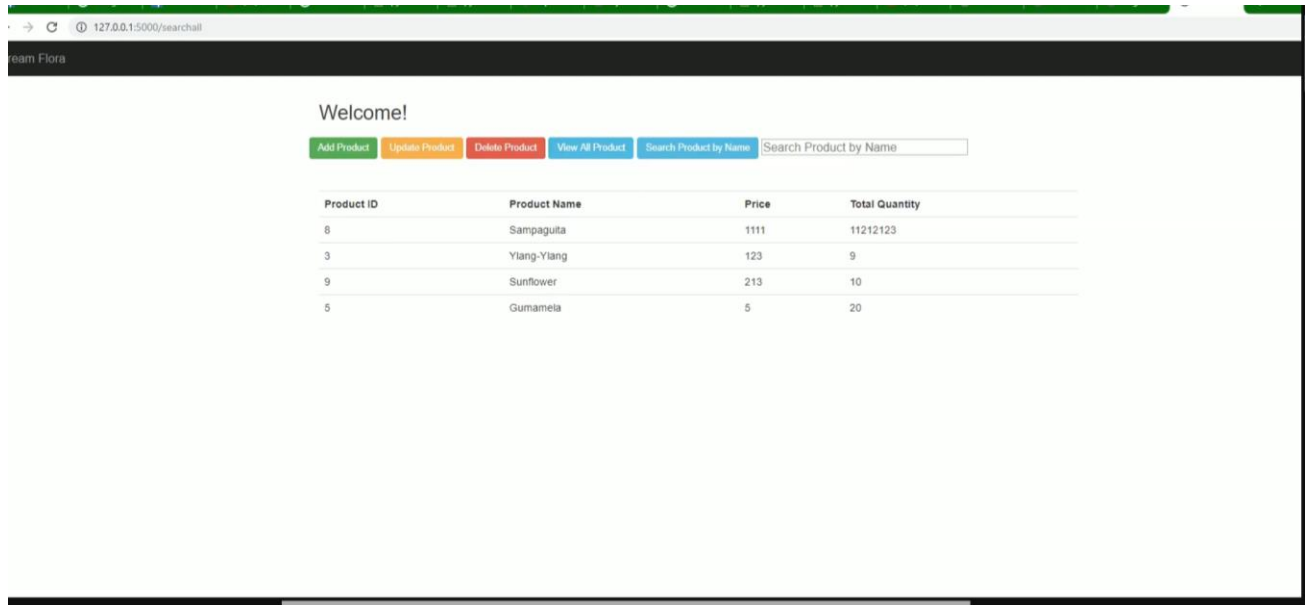 127.0.0.1:5000/searchall
ream Flora
Welcome!
Add Product Update Product Delete Product View All Product Search Product by Name Search Product by Name
Product ID Product Name Price Total Quantity
8 Sampaguita 1111 11212123
3 Ylang-Ylang 123 9
9 Sunflower 213 10
5 Gumamela 5 20